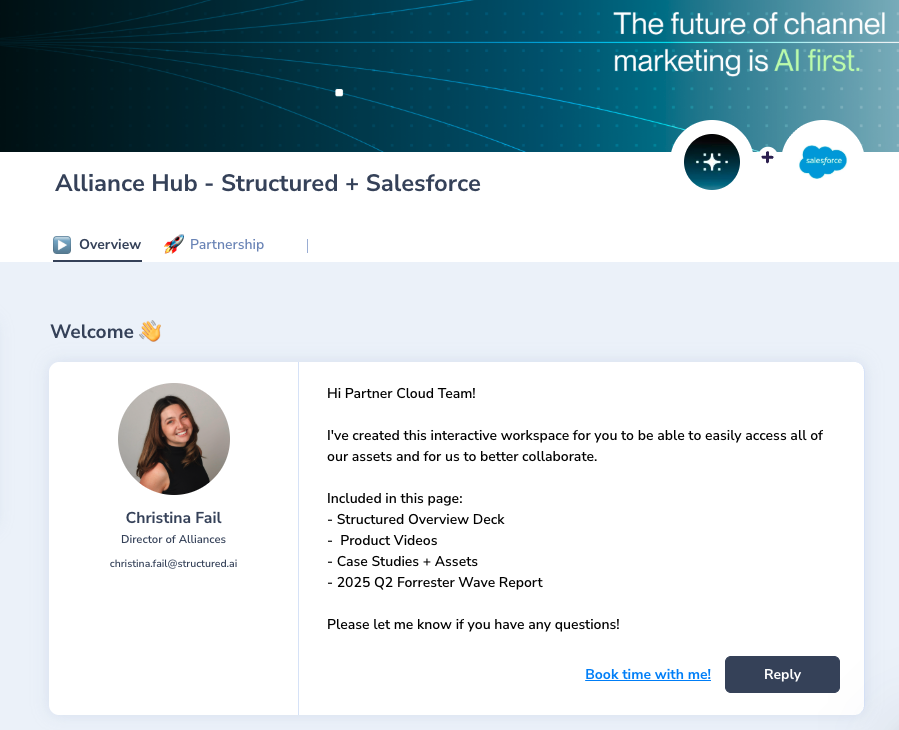 The future of channel
marketing is AI first.
salesforce
Alliance Hub - Structured + Salesforce
Overview
Partnership
Welcome
Hi Partner Cloud Team!
I've created this interactive workspace for you to be able to easily access all of
our assets and for us to better collaborate.
Included in this page:
- Structured Overview Deck
-  Product Videos
- Case Studies + Assets
- 2025 Q2 Forrester Wave Report
Please let me know if you have any questions!
Christina Fail
Director of Alliances
christina.fail@structured.ai
Book time with me!
Reply